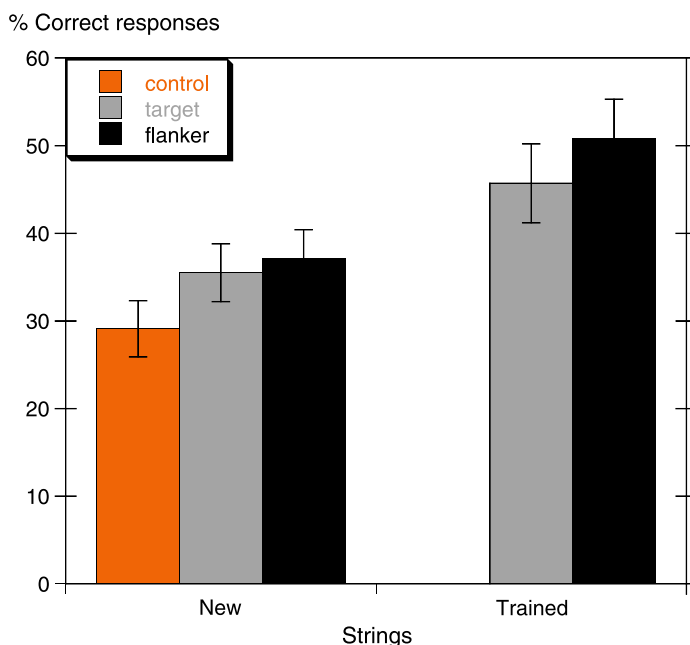 % Correct responses
60
control
target
flanker
50
40
30
20
10
0
New
Trained
Strings